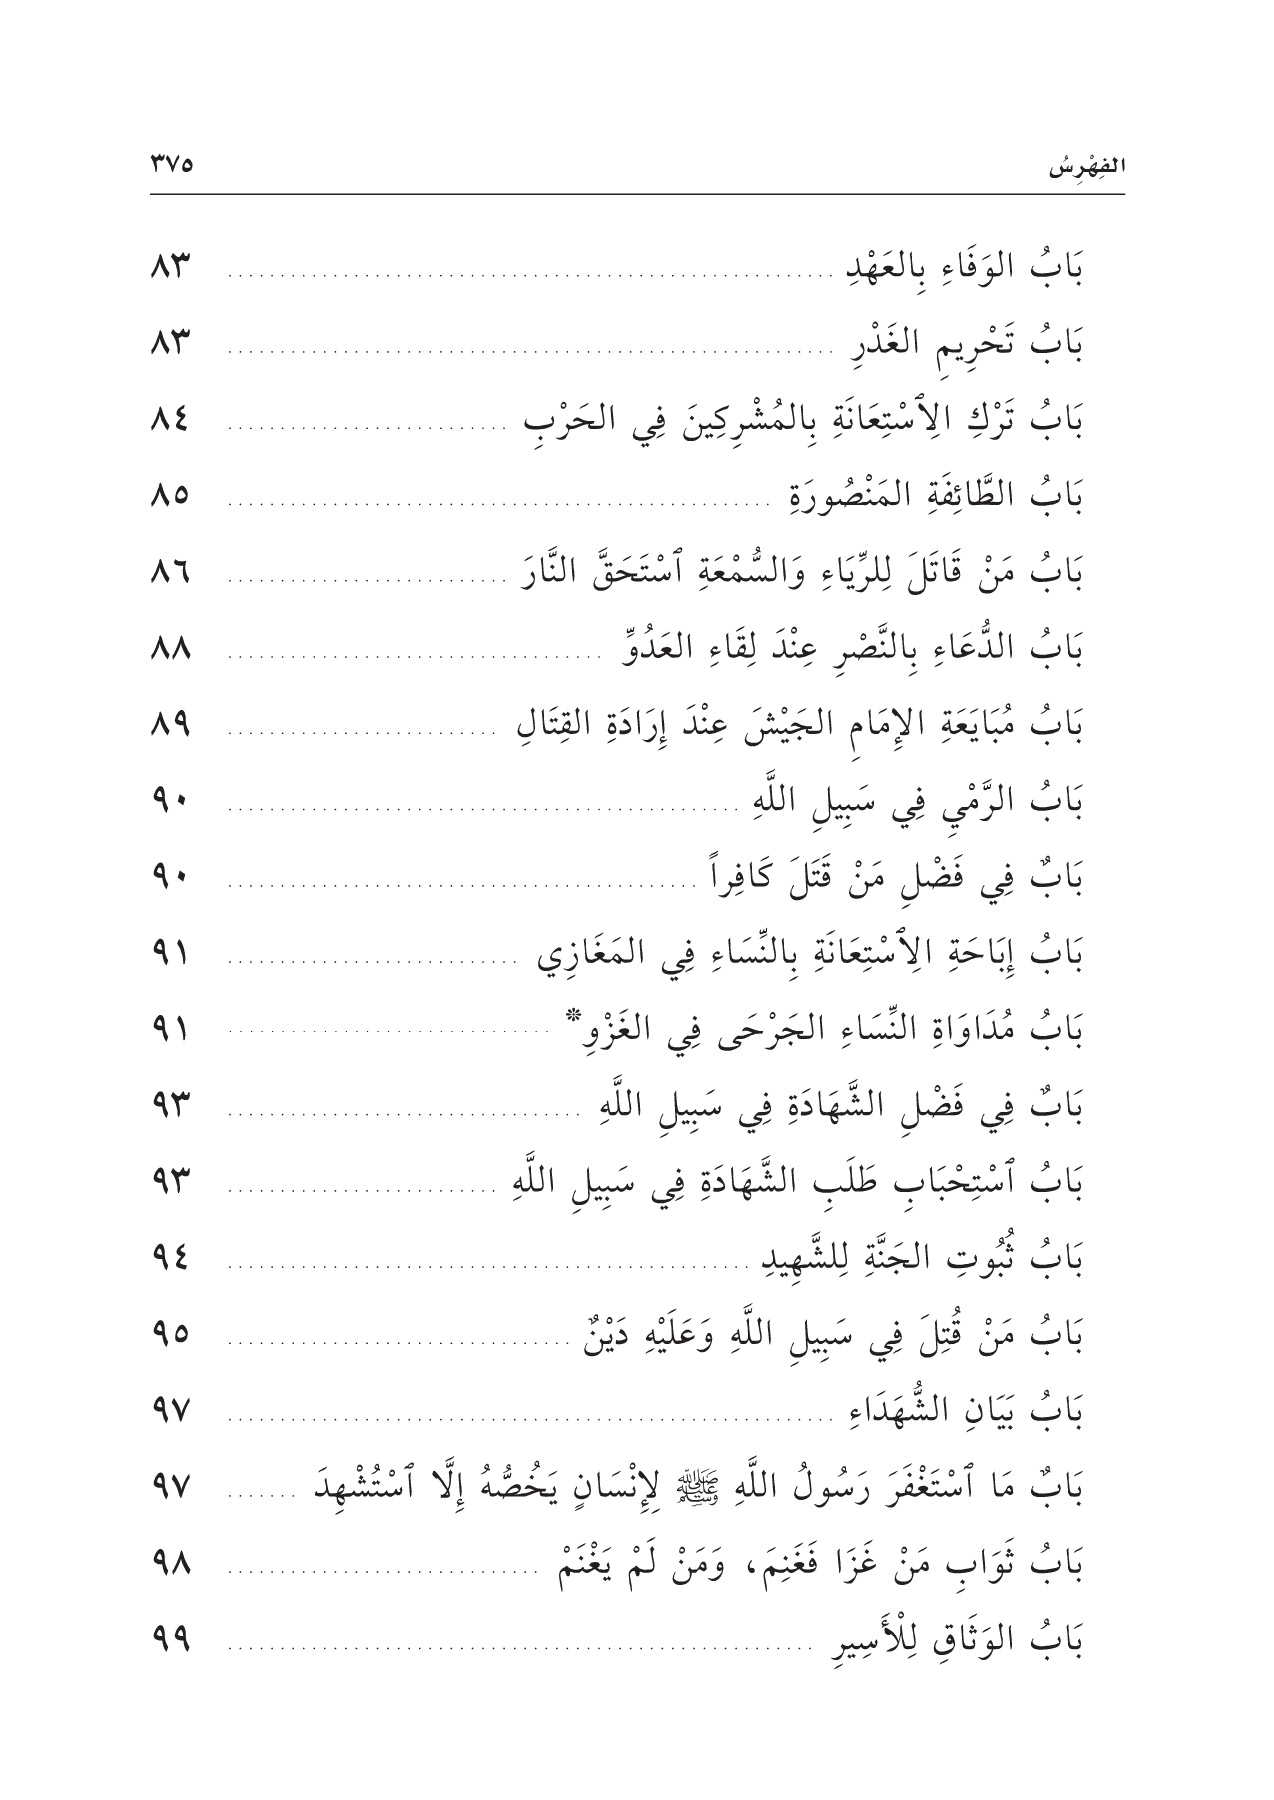 الفِهْرِسُ ٣٧٥
بَابُ الوَفَاءِ بِالعَهْدِ ........ ٨٣
بَابُ تَحْرِيمِ الغَدْرِ ........ ٨٣
بَابُ تَرْكِ الِٱسْتِعَانَةِ بِالمُشْرِكِينَ فِي الحَرْبِ ........ ٨٤
بَابُ الطَّائِفَةِ المَنْصُورَةِ ........ ٨٥
بَابُ مَنْ قَاتَلَ لِلرِّيَاءِ وَالسُّمْعَةِ ٱسْتَحَقَّ النَّارَ ........ ٨٦
بَابُ الدُّعَاءِ بِالنَّصْرِ عِنْدَ لِقَاءِ العَدُوِّ ........ ٨٨
بَابُ مُبَايَعَةِ الإِمَامِ الجَيْشَ عِنْدَ إِرَادَةِ القِتَالِ ........ ٨٩
بَابُ الرَّمْيِ فِي سَبِيلِ اللَّهِ ........ ٩٠
بَابٌ فِي فَضْلِ مَنْ قَتَلَ كَافِراً ........ ٩٠
بَابُ إِبَاحَةِ الِٱسْتِعَانَةِ بِالنِّسَاءِ فِي المَغَازِي ........ ٩١
بَابُ مُدَاوَاةِ النِّسَاءِ الجَرْحَى فِي الغَزْوِ* ........ ٩١
بَابٌ فِي فَضْلِ الشَّهَادَةِ فِي سَبِيلِ اللَّهِ ........ ٩٣
بَابُ ٱسْتِحْبَابِ طَلَبِ الشَّهَادَةِ فِي سَبِيلِ اللَّهِ ........ ٩٣
بَابُ ثُبُوتِ الجَنَّةِ لِلشَّهِيدِ ........ ٩٤
بَابُ مَنْ قُتِلَ فِي سَبِيلِ اللَّهِ وَعَلَيْهِ دَيْنٌ ........ ٩٥
بَابُ بَيَانِ الشُّهَدَاءِ ........ ٩٧
بَابٌ مَا ٱسْتَغْفَرَ رَسُولُ اللَّهِ ﷺ لِإِنْسَانٍ يَخُصُّهُ إِلَّا ٱسْتُشْهِدَ ........ ٩٧
بَابُ ثَوَابِ مَنْ غَزَا فَغَنِمَ، وَمَنْ لَمْ يَغْنَمْ ........ ٩٨
بَابُ الوَثَاقِ لِلْأَسِيرِ ........ ٩٩